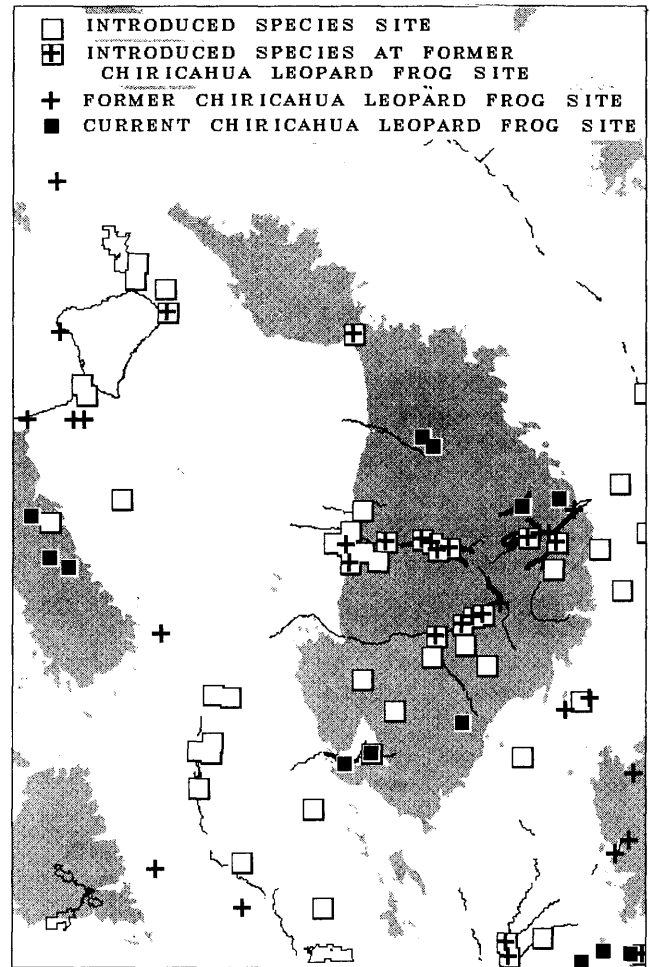 INTRODUCED SPECIES SITE
INTRODUCED SPECIES AT FORMER
CHIRICAHUA LEOPARD FROG SITE
FORMER CHIRICAHUA LEOPARD FROG SITE
CURRENT CHIRICAHUA LEOPARD FROG SITE